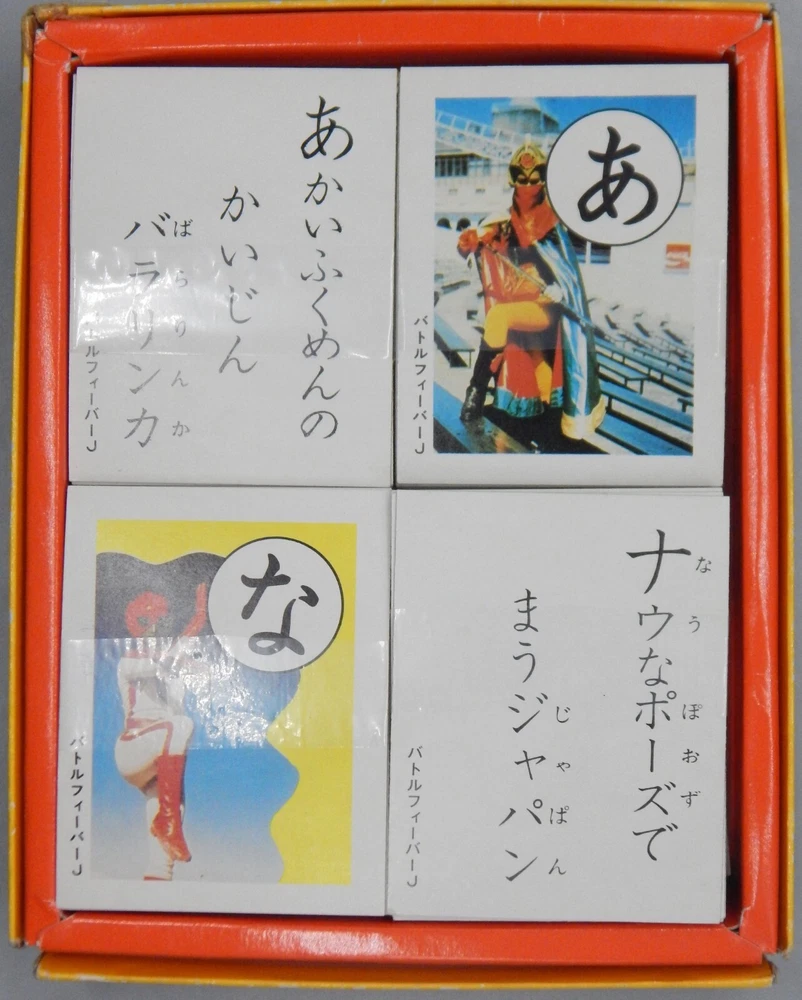 あかいふくめんの
かいじん
バラリンカ
ばらりんか
バトルフィーバーJ
あ
バトルフィーバーJ
な
バトルフィーバーJ
ナウなポーズで
なう ぽおず
まうジャパン
じゃぱん
バトルフィーバーJ